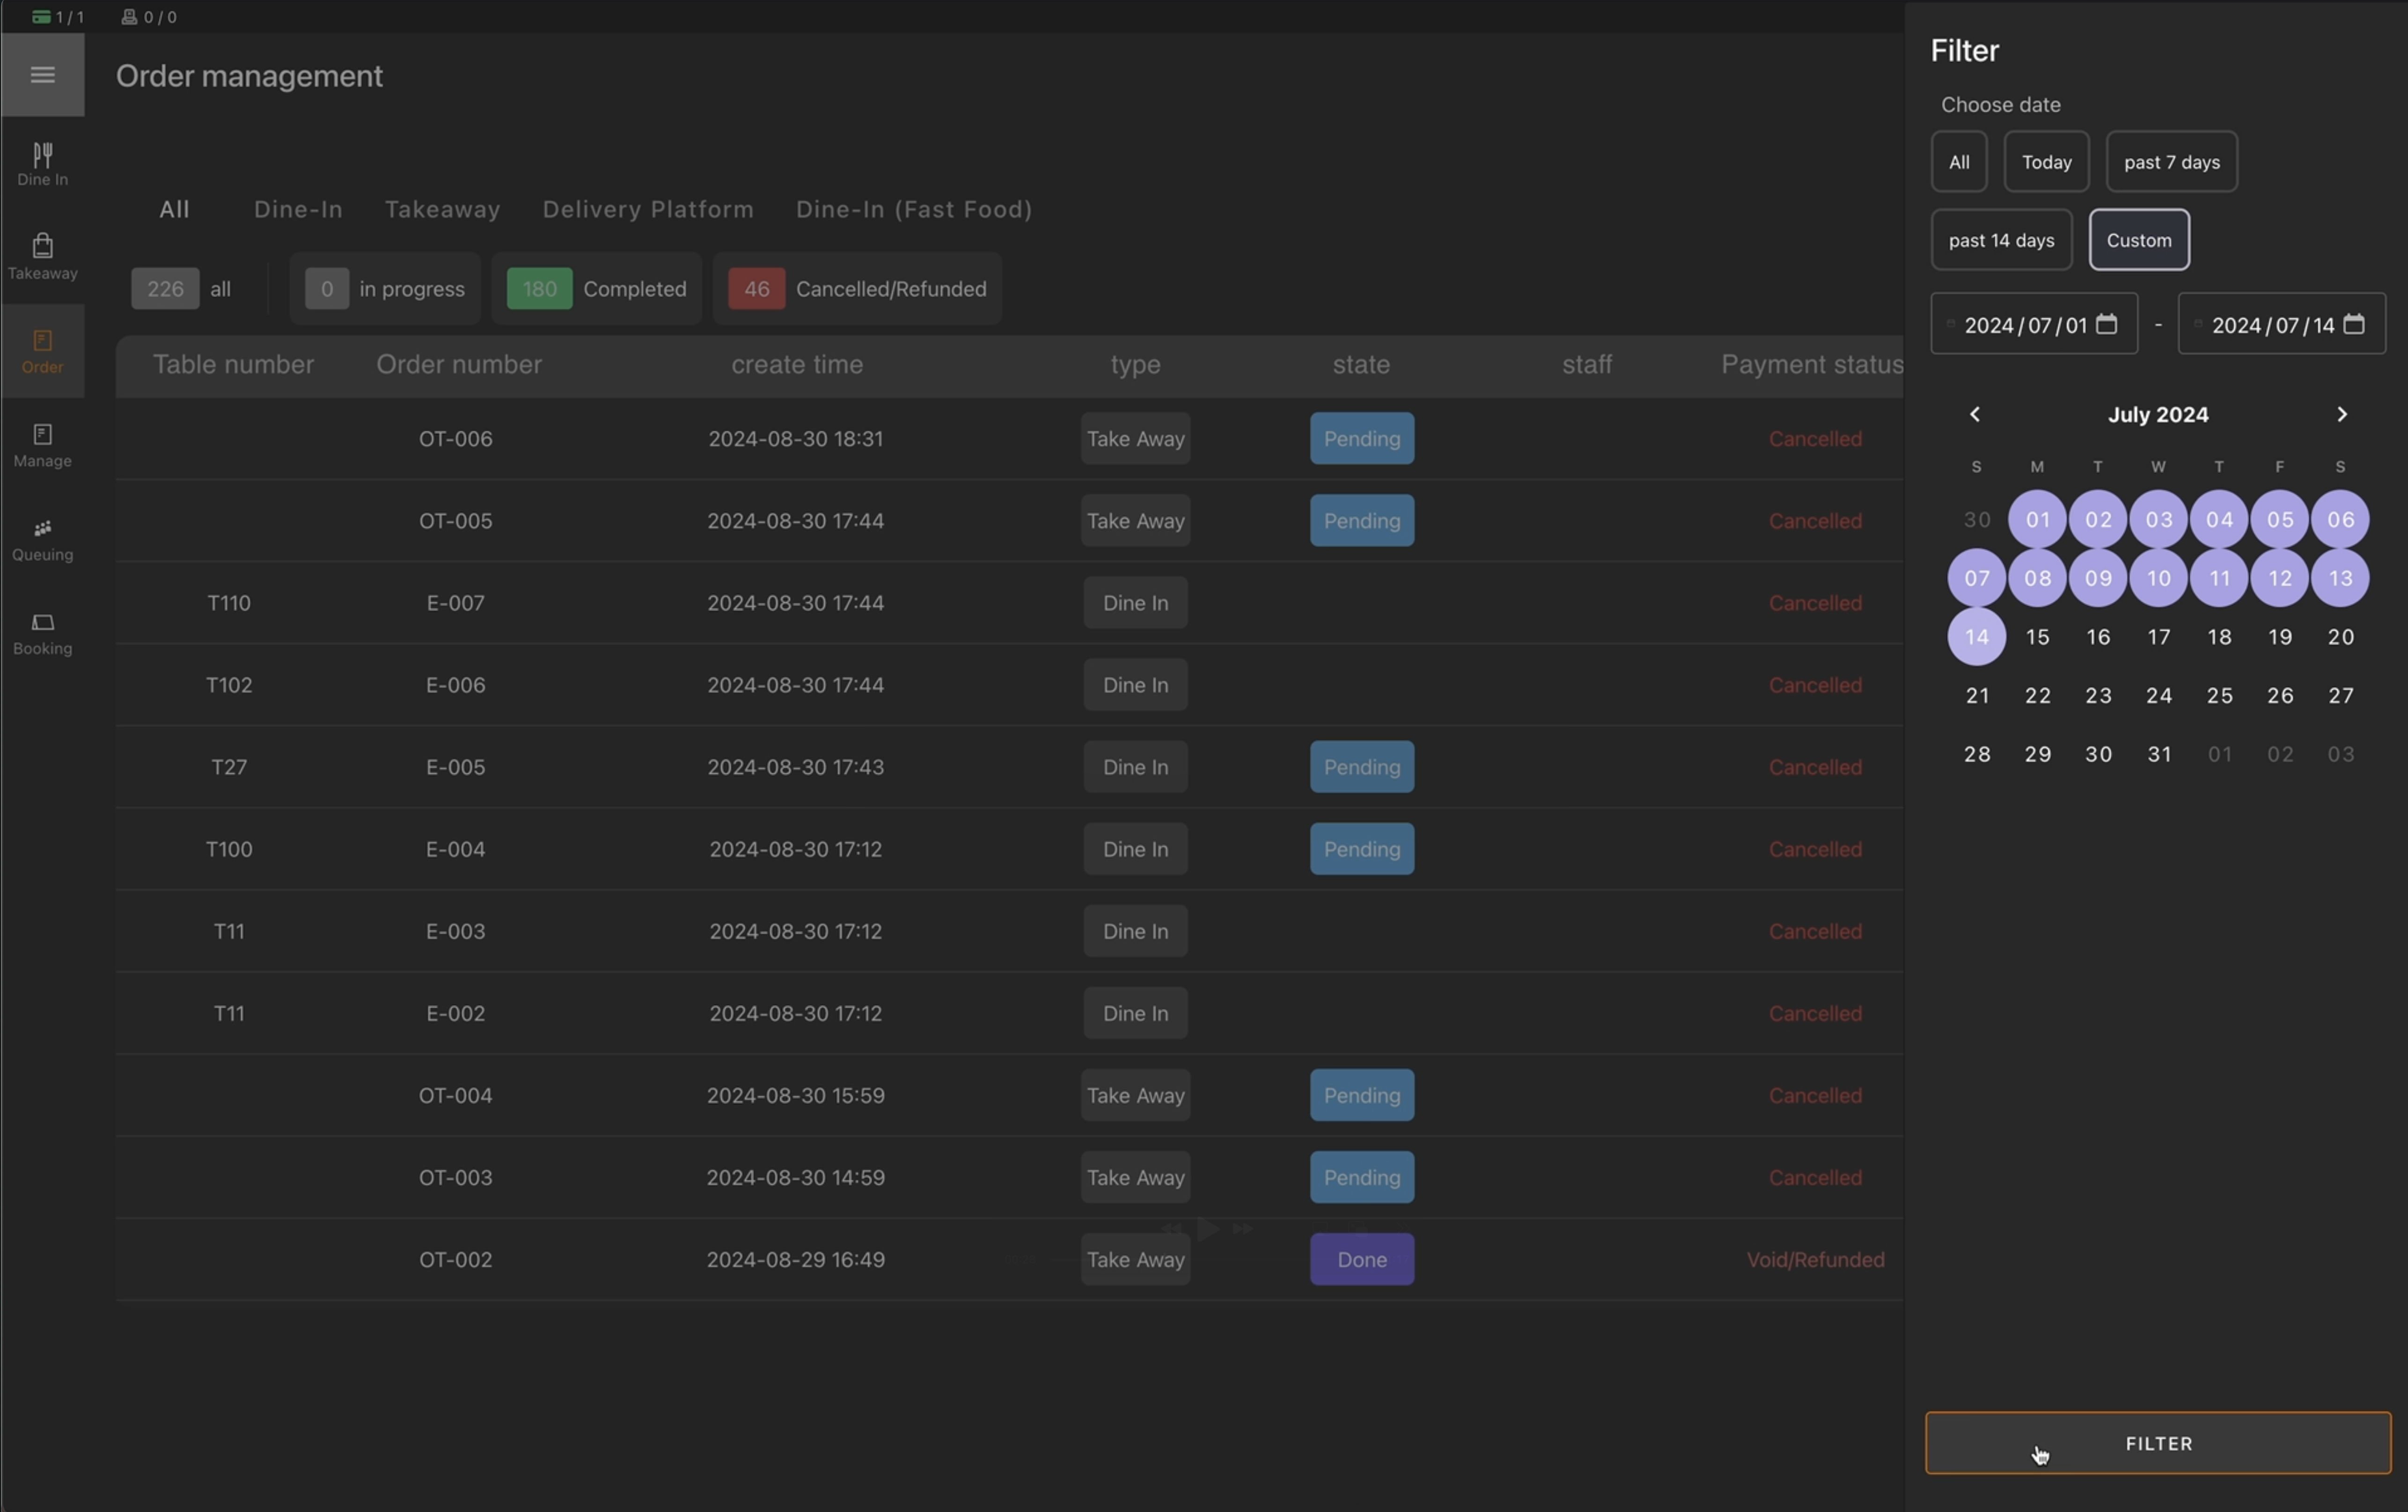 1 / 1 0 / 0
Order management
Dine In
Takeaway
Order
Manage
Queuing
Booking
All Dine-In Takeaway Delivery Platform Dine-In (Fast Food)
226 all 0 in progress 180 Completed 46 Cancelled/Refunded
Table number Order number create time type state staff Payment status
OT-006 2024-08-30 18:31 Take Away Pending Cancelled
OT-005 2024-08-30 17:44 Take Away Pending Cancelled
T110 E-007 2024-08-30 17:44 Dine In Cancelled
T102 E-006 2024-08-30 17:44 Dine In Cancelled
T27 E-005 2024-08-30 17:43 Dine In Pending Cancelled
T100 E-004 2024-08-30 17:12 Dine In Pending Cancelled
T11 E-003 2024-08-30 17:12 Dine In Cancelled
T11 E-002 2024-08-30 17:12 Dine In Cancelled
OT-004 2024-08-30 15:59 Take Away Pending Cancelled
OT-003 2024-08-30 14:59 Take Away Pending Cancelled
OT-002 2024-08-29 16:49 Take Away Done Void/Refunded
Filter
Choose date
All Today past 7 days
past 14 days Custom
2024/07/01 - 2024/07/14
July 2024
S M T W T F S
30 01 02 03 04 05 06
07 08 09 10 11 12 13
14 15 16 17 18 19 20
21 22 23 24 25 26 27
28 29 30 31 01 02 03
FILTER